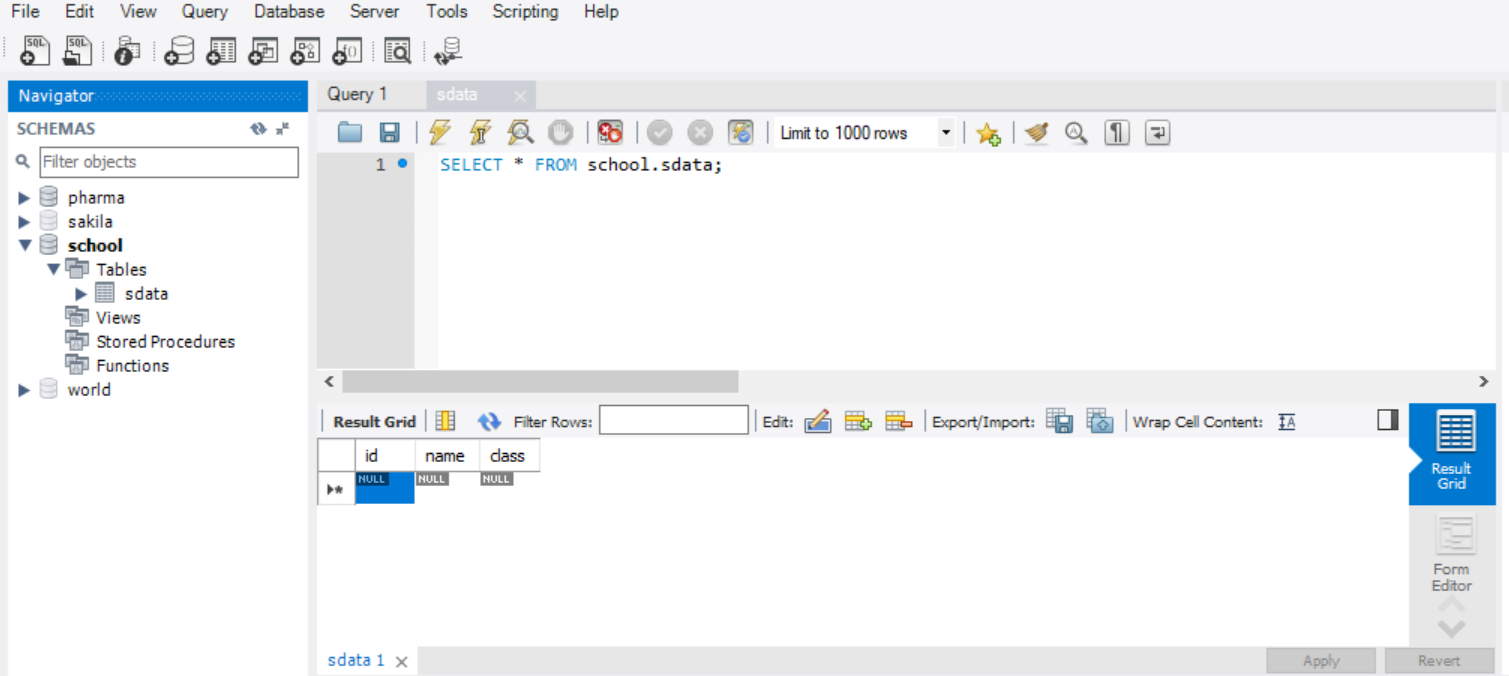 File Edit View Query Database Server Tools Scripting Help
SQL SQL
Navigator
SCHEMAS
Filter objects
pharma
sakila
school
Tables
sdata
Views
Stored Procedures
Functions
world
Query 1 sdata
Limit to 1000 rows
1 SELECT * FROM school.sdata;
Result Grid Filter Rows: Edit: Export/Import: Wrap Cell Content:
id name class
NULL NULL NULL
Result
Grid
Form
Editor
sdata 1
Apply Revert